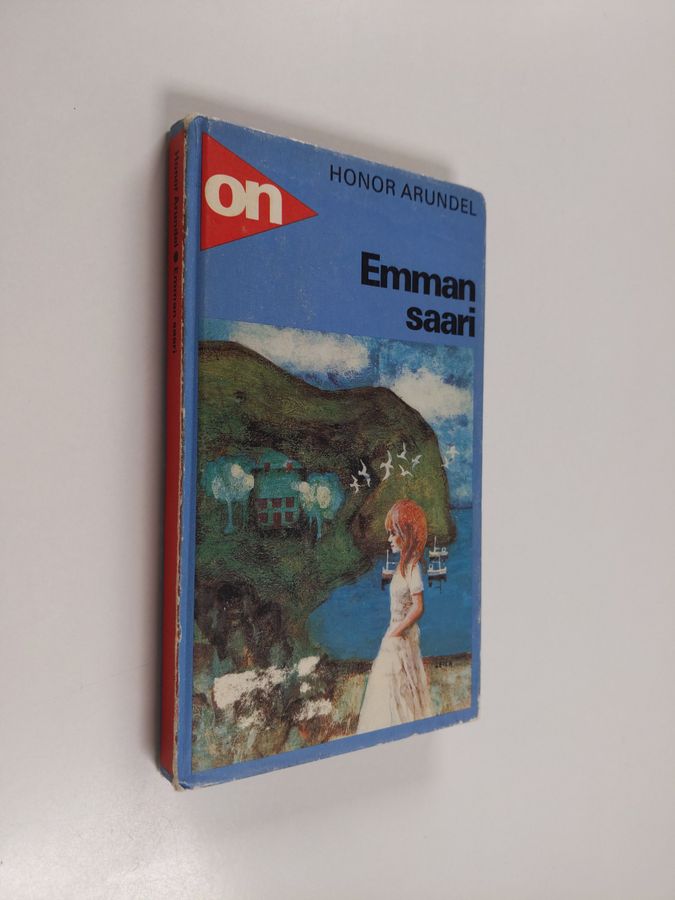 on
HONOR ARUNDEL
Emman
saari
Honor Arundel ● Emman saari